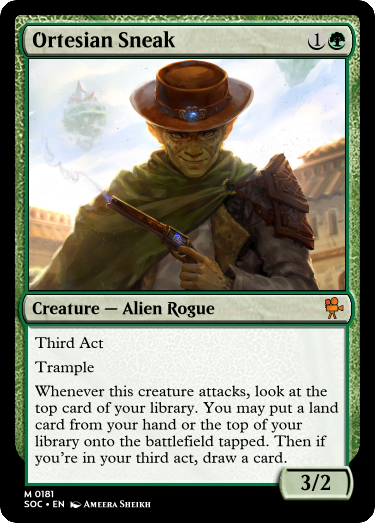 Ortesian Sneak 1
Creature — Alien Rogue
Third Act
Trample
Whenever this creature attacks, look at the
top card of your library. You may put a land
card from your hand or the top of your
library onto the battlefield tapped. Then if
you're in your third act, draw a card.
3/2
M 0181
SOC • EN AMEERA SHEIKH